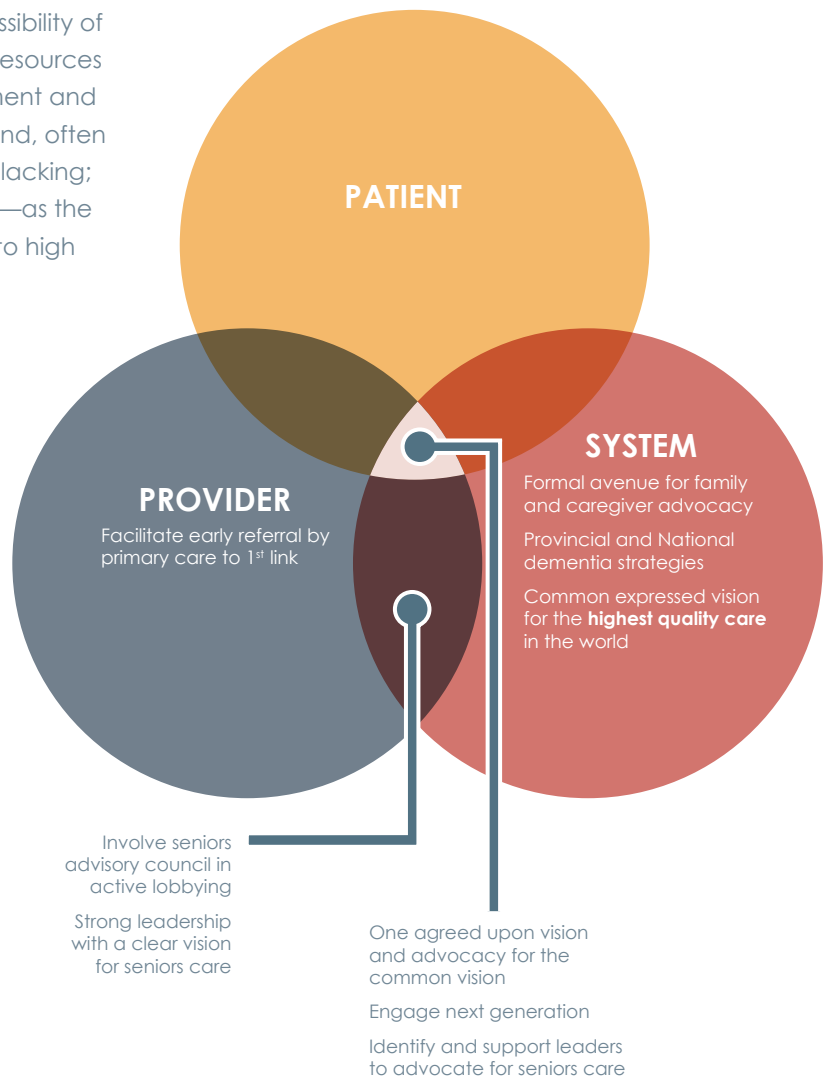 ssibility of
esources
nent and
nd, often
lacking;
—as the
to high
PATIENT
PROVIDER
Facilitate early referral by
primary care to 1st link
SYSTEM
Formal avenue for family
and caregiver advocacy
Provincial and National
dementia strategies
Common expressed vision
for the highest quality care
in the world
Involve seniors
advisory council in
active lobbying
Strong leadership
with a clear vision
for seniors care
One agreed upon vision
and advocacy for the
common vision
Engage next generation
Identify and support leaders
to advocate for seniors care